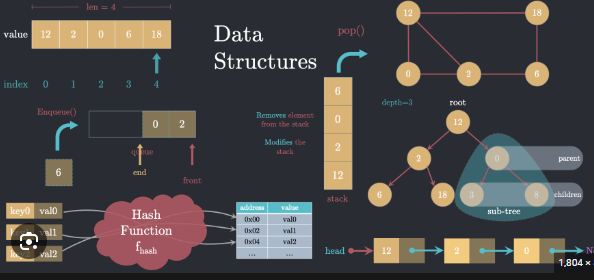 len = 4
value
12 2 0 6 18
index
0 1 2 3 4
Data
Structures
pop()
12
18
0
2
6
Enqueue()
0 2
queue
end
front
6
Removes element
from the stack
Modifies the
stack
6
0
2
12
stack
depth=3
root
12
2
0
parent
6
18
3
8
children
sub-tree
key0 val0
val1
key2 val2
Hash
Function
fhash
address value
0x00 val0
0x02 val1
0x04 val2
... ...
head
12
2
0
1,804 ×